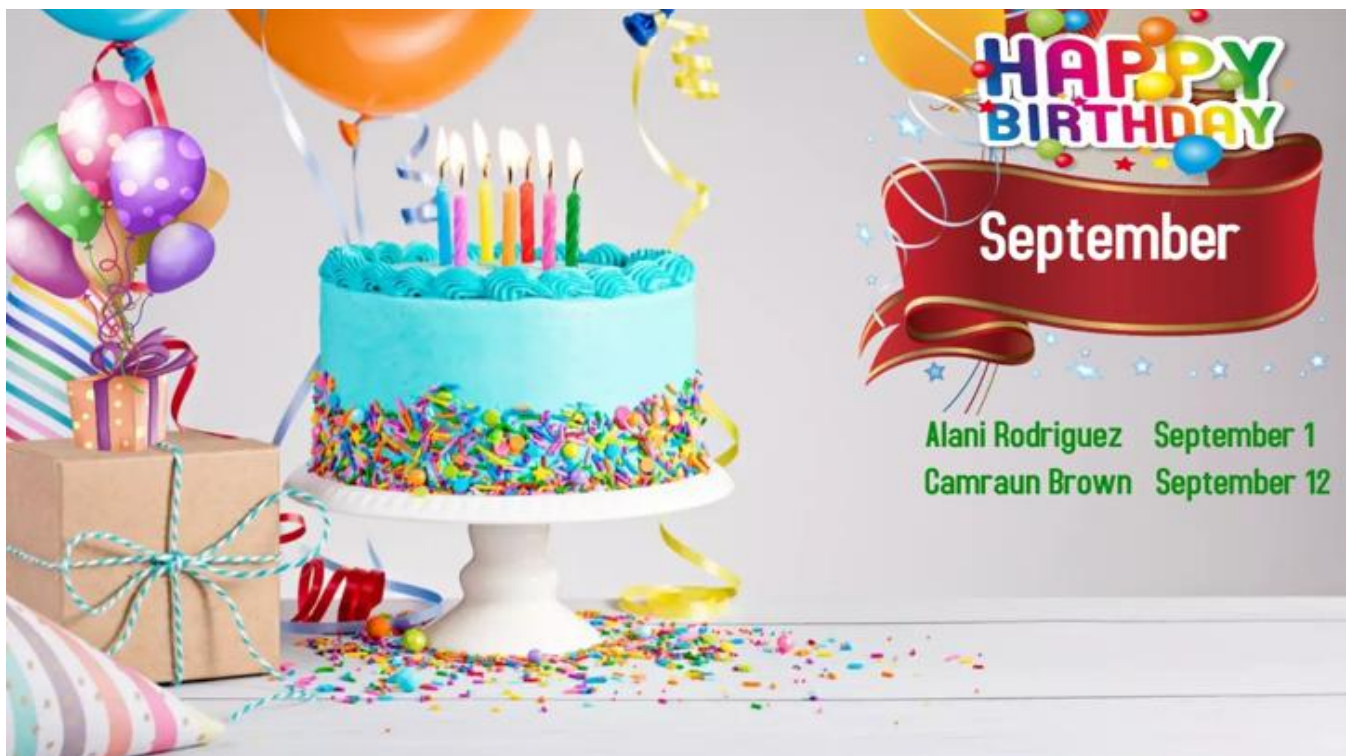 HAPPY
BIRTHDAY
September
Alani Rodriguez September 1
Camraun Brown September 12